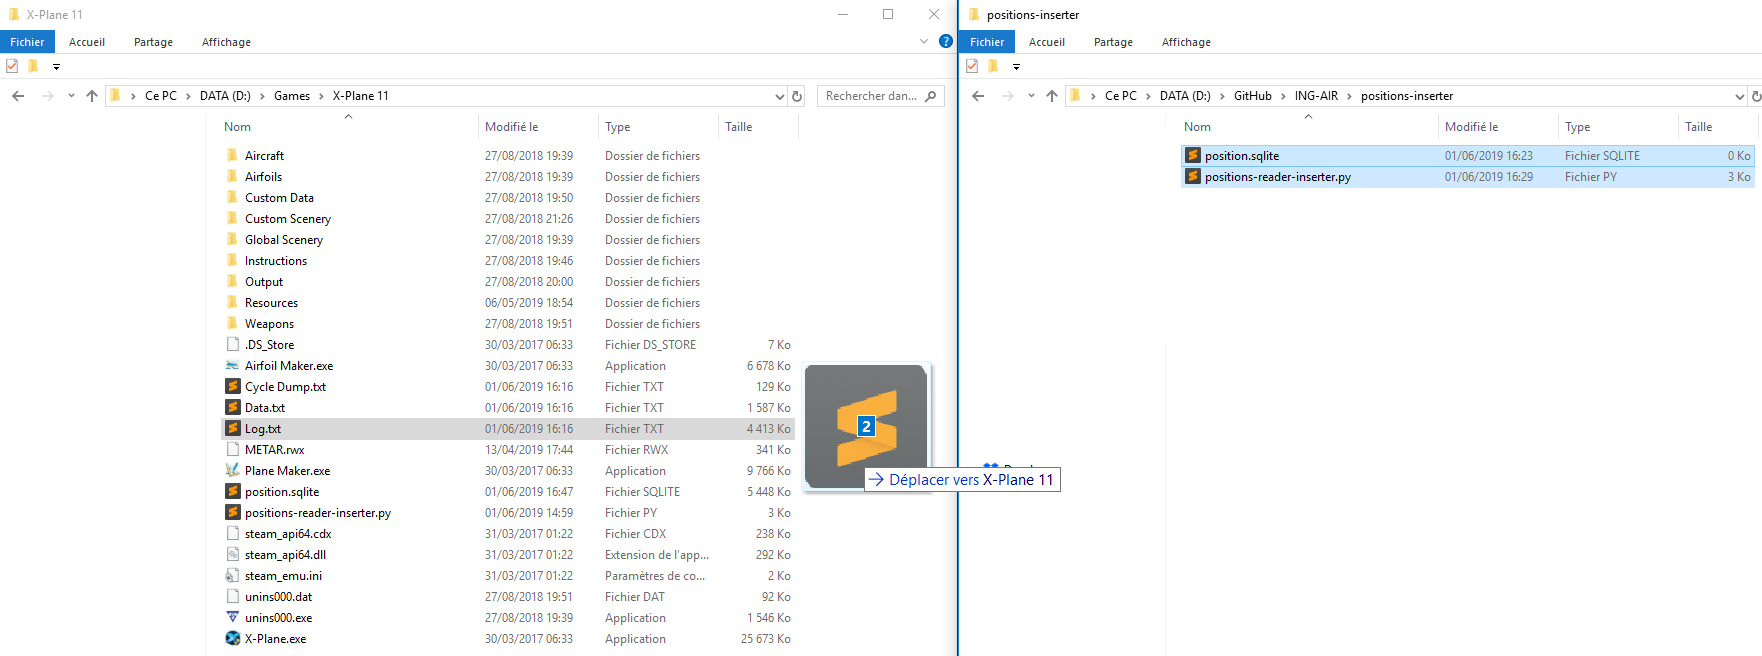 X-Plane 11
Fichier Accueil Partage Affichage
Ce PC DATA (D:) Games X-Plane 11 Rechercher dan...
Nom Modifié le Type Taille
Aircraft 27/08/2018 19:39 Dossier de fichiers
Airfoils 27/08/2018 19:39 Dossier de fichiers
Custom Data 27/08/2018 19:50 Dossier de fichiers
Custom Scenery 27/08/2018 21:26 Dossier de fichiers
Global Scenery 27/08/2018 19:39 Dossier de fichiers
Instructions 27/08/2018 19:46 Dossier de fichiers
Output 27/08/2018 20:00 Dossier de fichiers
Resources 06/05/2019 18:54 Dossier de fichiers
Weapons 27/08/2018 19:51 Dossier de fichiers
.DS_Store 30/03/2017 06:33 Fichier DS_STORE 7 Ko
Airfoil Maker.exe 30/03/2017 06:33 Application 6 678 Ko
Cycle Dump.txt 01/06/2019 16:16 Fichier TXT 129 Ko
Data.txt 01/06/2019 16:16 Fichier TXT 1 587 Ko
Log.txt 01/06/2019 16:16 Fichier TXT 4 413 Ko
METAR.rwx 13/04/2019 17:44 Fichier RWX 341 Ko
Plane Maker.exe 30/03/2017 06:33 Application 9 766 Ko
position.sqlite 01/06/2019 16:47 Fichier SQLITE 5 448 Ko
positions-reader-inserter.py 01/06/2019 14:59 Fichier PY 3 Ko
steam_api64.cdx 31/03/2017 01:22 Fichier CDX 238 Ko
steam_api64.dll 31/03/2017 01:22 Extension de l'app... 292 Ko
steam_emu.ini 31/03/2017 01:22 Paramètres de co... 2 Ko
unins000.dat 27/08/2018 19:51 Fichier DAT 92 Ko
unins000.exe 27/08/2018 19:39 Application 1 546 Ko
X-Plane.exe 30/03/2017 06:33 Application 25 673 Ko
2
Déplacer vers X-Plane 11
positions-inserter
Fichier Accueil Partage Affichage
Ce PC DATA (D:) GitHub ING-AIR positions-inserter
Nom Modifié le Type Taille
position.sqlite 01/06/2019 16:23 Fichier SQLITE 0 Ko
positions-reader-inserter.py 01/06/2019 16:29 Fichier PY 3 Ko